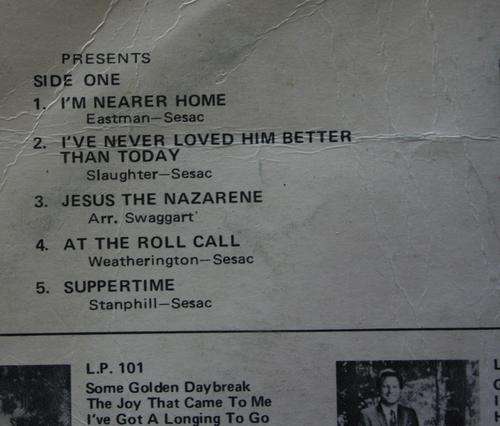 PRESENTS
SIDE ONE
1. I'M NEARER HOME
Eastman—Sesac
2. I'VE NEVER LOVED HIM BETTER
THAN TODAY
Slaughter—Sesac
3. JESUS THE NAZARENE
Arr. Swaggart
4. AT THE ROLL CALL
Weatherington—Sesac
5. SUPPERTIME
Stanphill—Sesac
L.P. 101
Some Golden Daybreak
The Joy That Came To Me
I've Got A Longing To Go